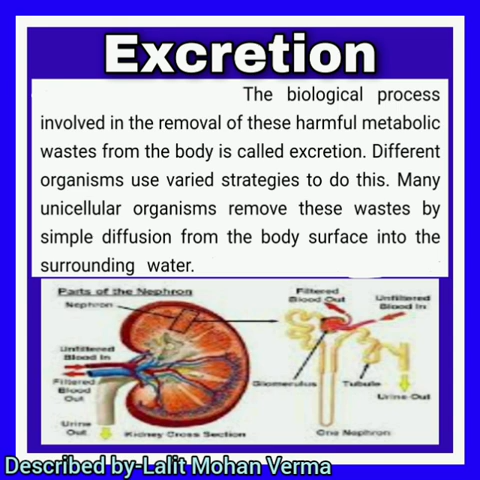 Excretion
The biological process
involved in the removal of these harmful metabolic
wastes from the body is called excretion. Different
organisms use varied strategies to do this. Many
unicellular organisms remove these wastes by
simple diffusion from the body surface into the
surrounding water.
Parts of the Nephron
Nephron
Unfiltered
Blood In
Filtered
Blood
Out
Urine
Out
Kidney Cross Section
Filtered
Blood Out
Unfiltered
Blood In
Glomerulus
Tubule
Urine Out
One Nephron
Described by-Lalit Mohan Verma